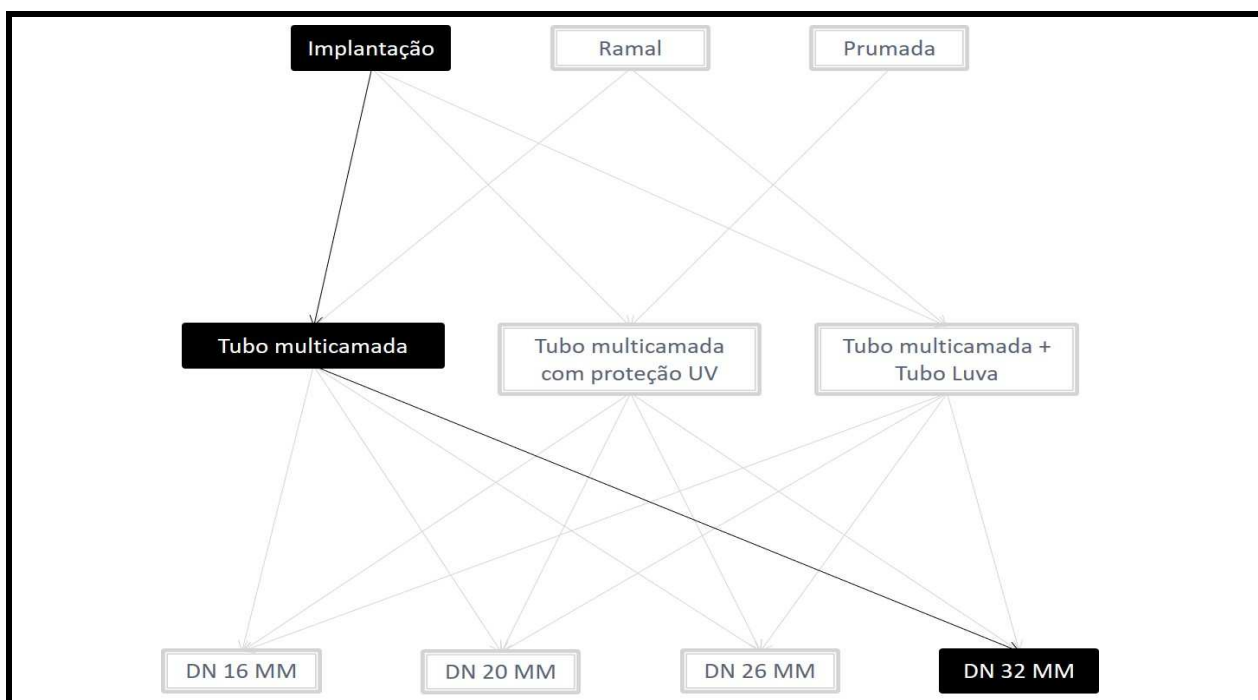 Implantação
Ramal
Prumada
Tubo multicamada
Tubo multicamada
com proteção UV
Tubo multicamada +
Tubo Luva
DN 16 MM
DN 20 MM
DN 26 MM
DN 32 MM